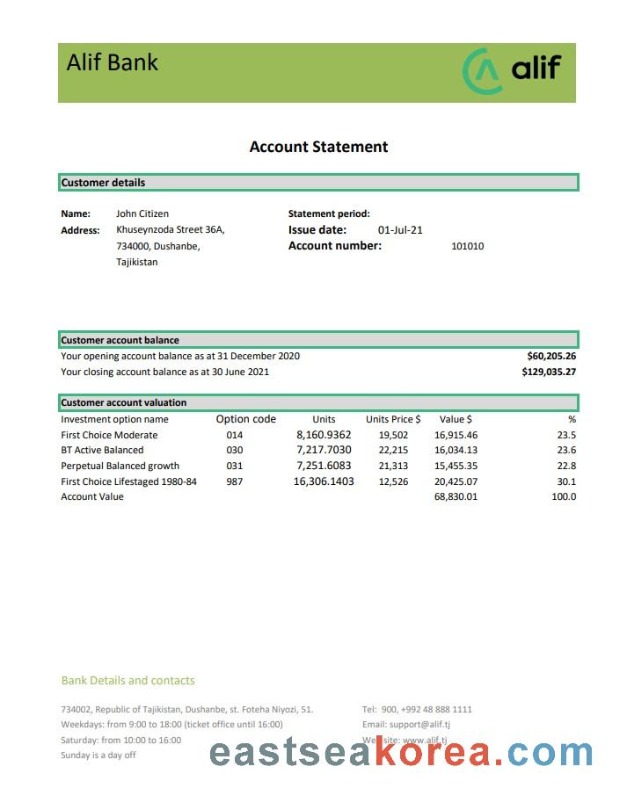 Alif Bank
alif
Account Statement
Customer details
Name: John Citizen Statement period:
Address: Khuseynzoda Street 36A, Issue date: 01-Jul-21
734000, Dushanbe, Account number: 101010
Tajikistan
Customer account balance
Your opening account balance as at 31 December 2020 $60,205.26
Your closing account balance as at 30 June 2021 $129,035.27
Customer account valuation
Investment option name Option code Units Units Price $ Value $ %
First Choice Moderate 014 8,160.9362 19,502 16,915.46 23.5
BT Active Balanced 030 7,217.7030 22,215 16,034.13 23.6
Perpetual Balanced growth 031 7,251.6083 21,313 15,455.35 22.8
First Choice Lifestaged 1980-84 987 16,306.1403 12,526 20,425.07 30.1
Account Value 68,830.01 100.0
Bank Details and contacts
734002, Republic of Tajikistan, Dushanbe, st. Foteha Niyozi, 51. Tel: 900, +992 48 888 1111
Weekdays: from 9:00 to 18:00 (ticket office until 16:00) Email: support@alif.tj
Saturday: from 10:00 to 16:00 Website: www.alif.tj
Sunday is a day off
eastseakorea.com